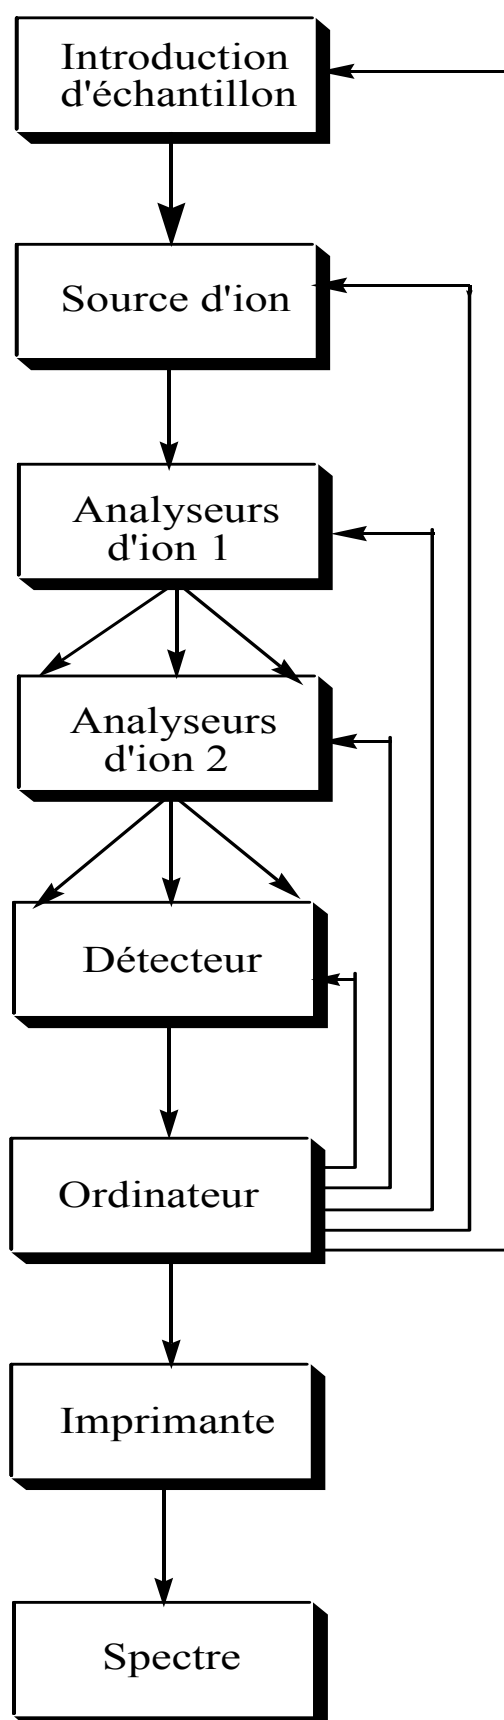 Introduction
d'échantillon
Source d'ion
Analyseurs
d'ion 1
Analyseurs
d'ion 2
Détecteur
Ordinateur
Imprimante
Spectre